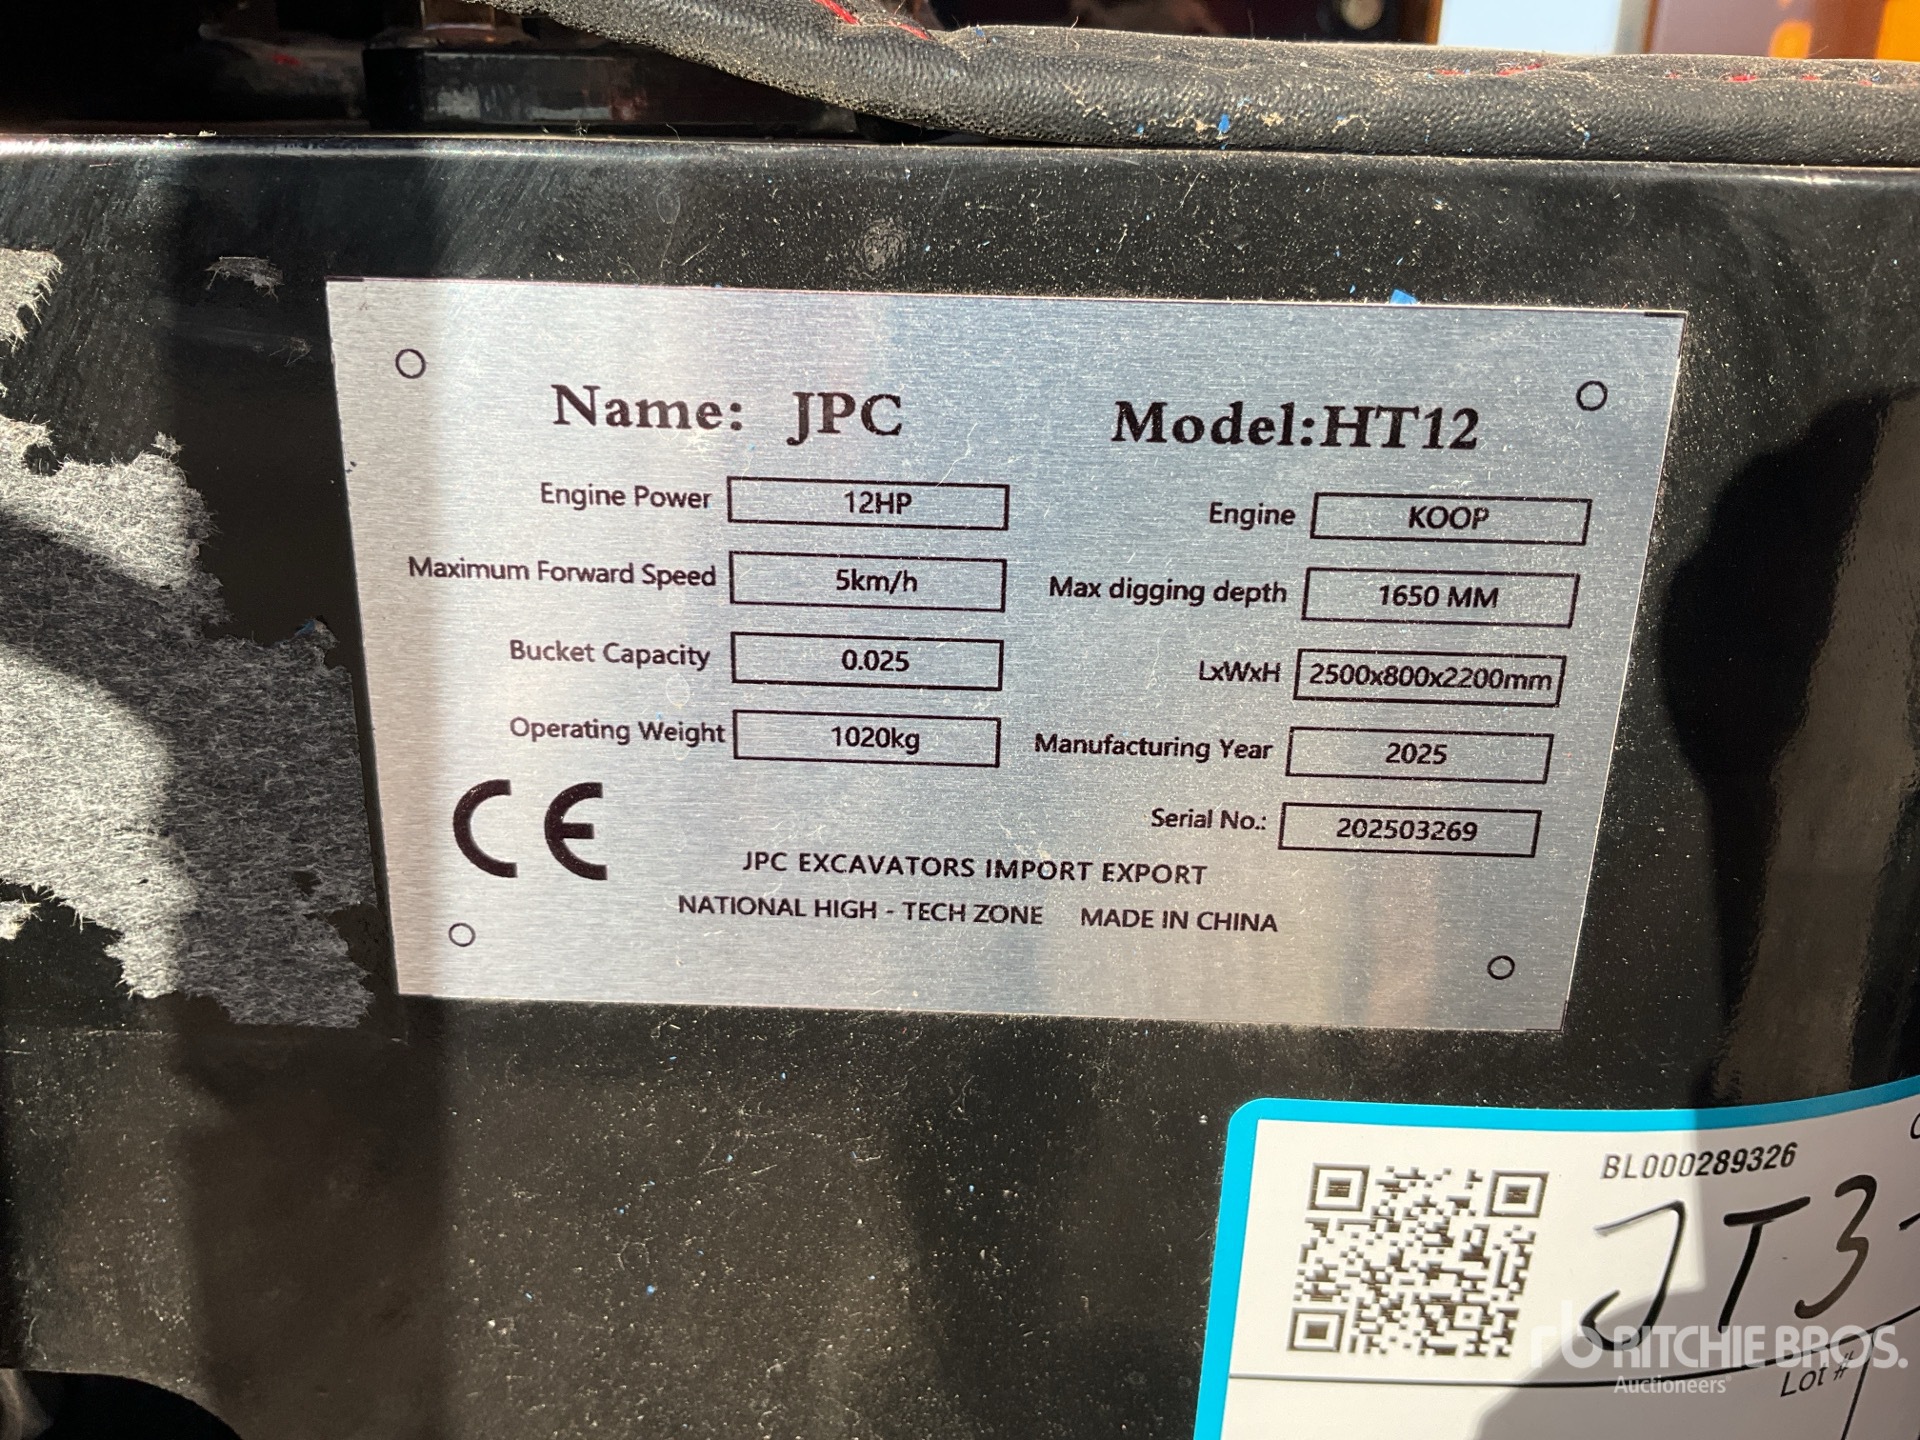 Name: JPC Model:HT12
Engine Power 12HP Engine KOOP
Maximum Forward Speed 5km/h Max digging depth 1650 MM
Bucket Capacity 0.025 LxWxH 2500x800x2200mm
Operating Weight 1020kg Manufacturing Year 2025
CE Serial No.: 202503269
JPC EXCAVATORS IMPORT EXPORT
NATIONAL HIGH - TECH ZONE MADE IN CHINA
BL000289326
JT3
rb RITCHIE BROS.
Auctioneers
Lot #